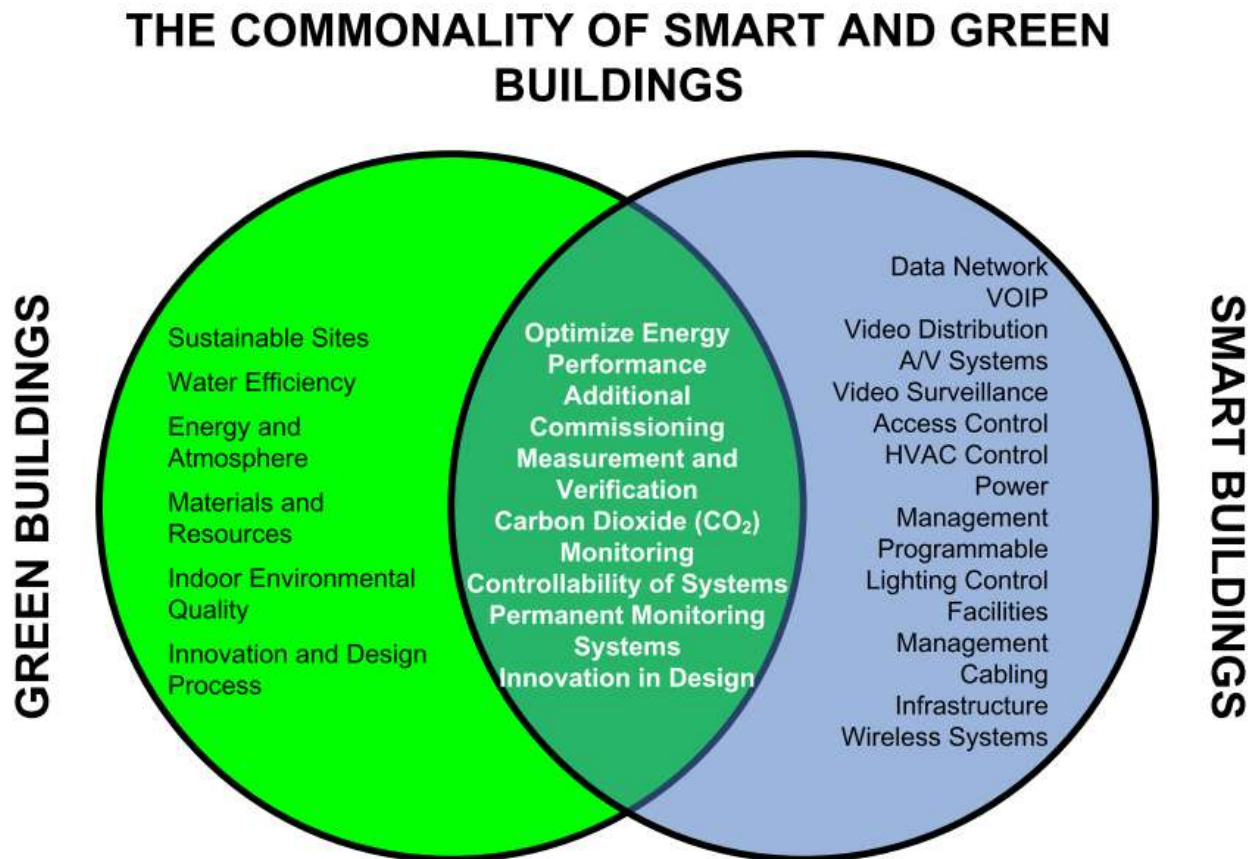 THE COMMONALITY OF SMART AND GREEN
BUILDINGS
GREEN BUILDINGS
Sustainable Sites
Water Efficiency
Energy and
Atmosphere
Materials and
Resources
Indoor Environmental
Quality
Innovation and Design
Process
Optimize Energy
Performance
Additional
Commissioning
Measurement and
Verification
Carbon Dioxide (CO₂)
Monitoring
Controllability of Systems
Permanent Monitoring
Systems
Innovation in Design
Data Network
VOIP
Video Distribution
A/V Systems
Video Surveillance
Access Control
HVAC Control
Power
Management
Programmable
Lighting Control
Facilities
Management
Cabling
Infrastructure
Wireless Systems
SMART BUILDINGS